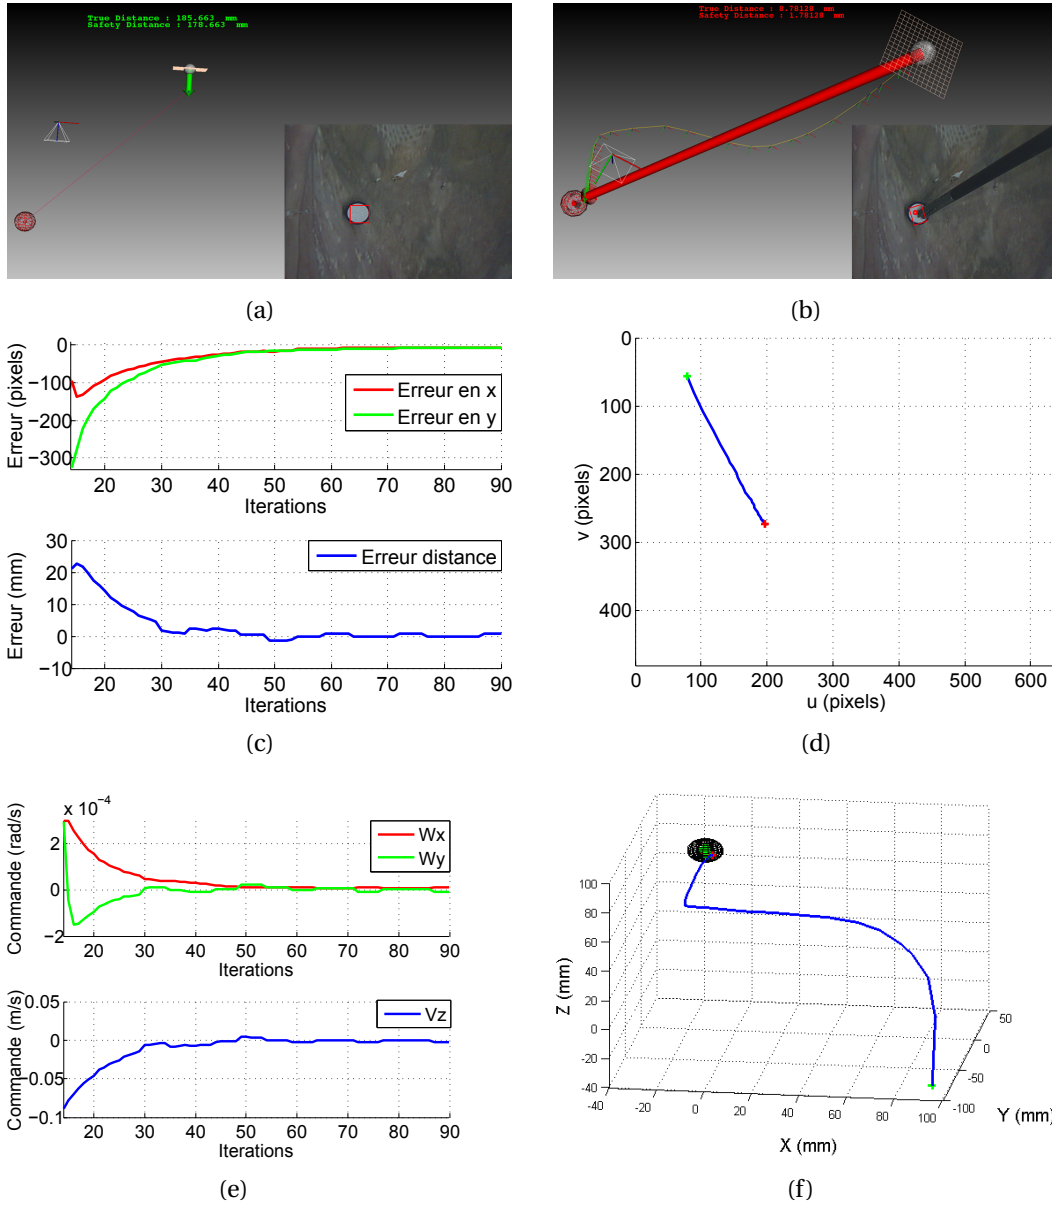 True Distance : 185.663 mm
Safety Distance : 178.663 mm
True Distance : 8.78128 mm
Safety Distance : 1.78128 mm
(a)
(b)
0
−100
−200
−300
Erreur (pixels)
Erreur en x
Erreur en y
20 30 40 50 60 70 80 90
Iterations
30
20
10
0
−10
Erreur (mm)
Erreur distance
20 30 40 50 60 70 80 90
Iterations
(c)
0
100
200
300
400
v (pixels)
0 100 200 300 400 500 600
u (pixels)
(d)
x 10⁻⁴
2
0
−2
Commande (rad/s)
Wx
Wy
20 30 40 50 60 70 80 90
Iterations
0.05
0
−0.05
−0.1
Commande (m/s)
Vz
20 30 40 50 60 70 80 90
Iterations
(e)
100
80
60
40
20
0
-20
-40
Z (mm)
-40 -20 0 20 40 60 80 100
X (mm)
50
0
-50
-100
Y (mm)
(f)